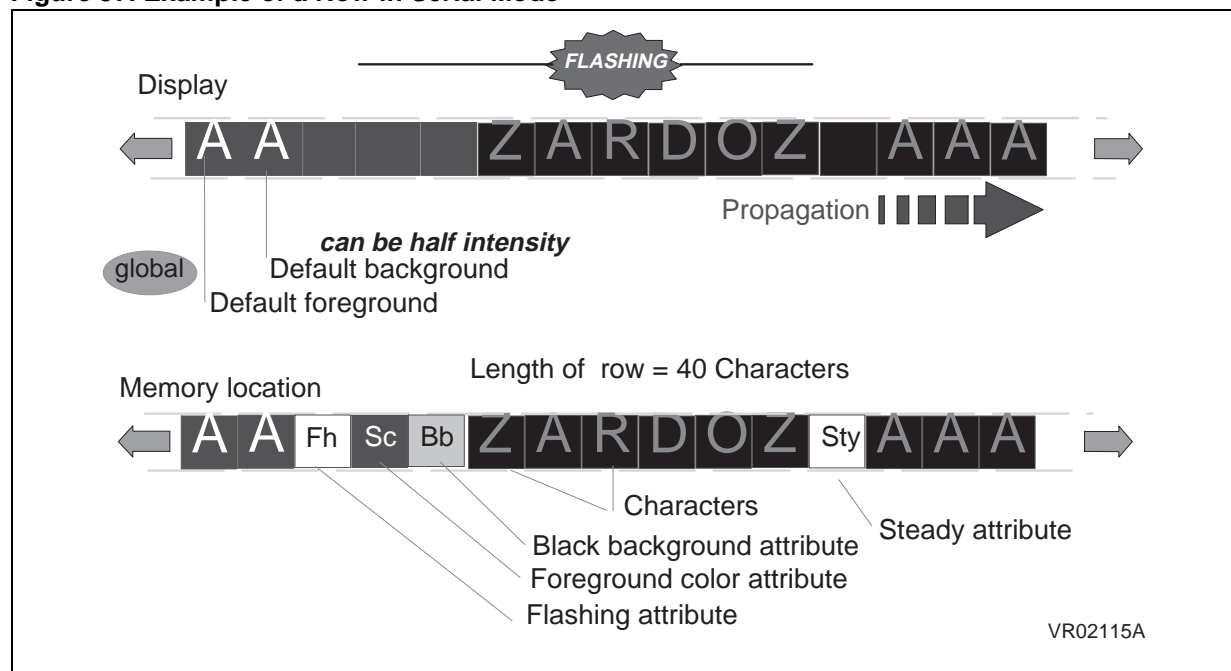 Example of a Row in Serial Mode
FLASHING
Display
A A Z A R D O Z A A A
Propagation
can be half intensity
global
Default background
Default foreground
Length of row = 40 Characters
Memory location
A A Fh Sc Bb Z A R D O Z Sty A A A
Characters
Steady attribute
Black background attribute
Foreground color attribute
Flashing attribute
VR02115A